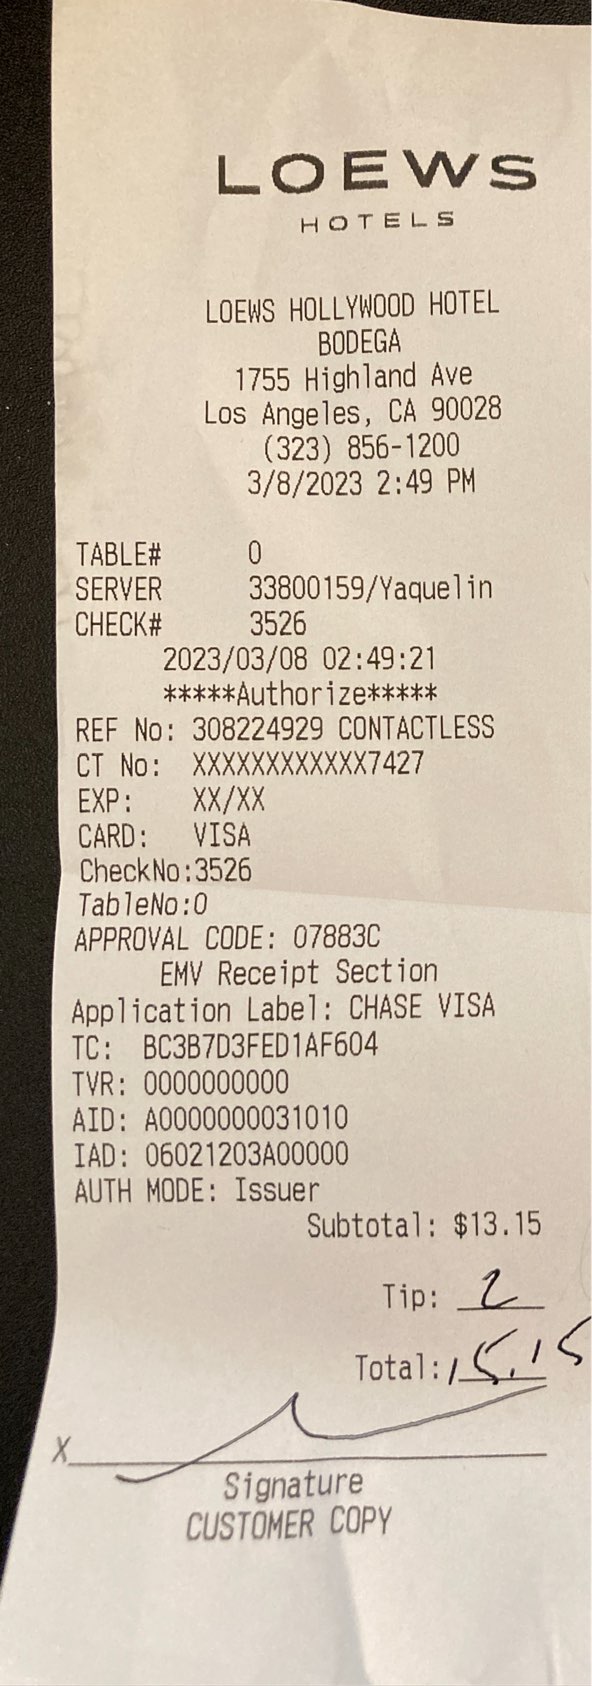 LOEWS
HOTELS
LOEWS HOLLYWOOD HOTEL
BODEGA
1755 Highland Ave
Los Angeles, CA 90028
(323) 856-1200
3/8/2023 2:49 PM
TABLE# 0
SERVER 33800159/Yaquelin
CHECK# 3526
2023/03/08 02:49:21
*****Authorize*****
REF No: 308224929 CONTACTLESS
CT No: XXXXXXXXXXXX7427
EXP: XX/XX
CARD: VISA
CheckNo:3526
TableNo:0
APPROVAL CODE: 07883C
EMV Receipt Section
Application Label: CHASE VISA
TC: BC3B7D3FED1AF604
TVR: 0000000000
AID: A0000000031010
IAD: 06021203A00000
AUTH MODE: Issuer
Subtotal: $13.15
Tip: 2
Total: 15.15
X
Signature
CUSTOMER COPY